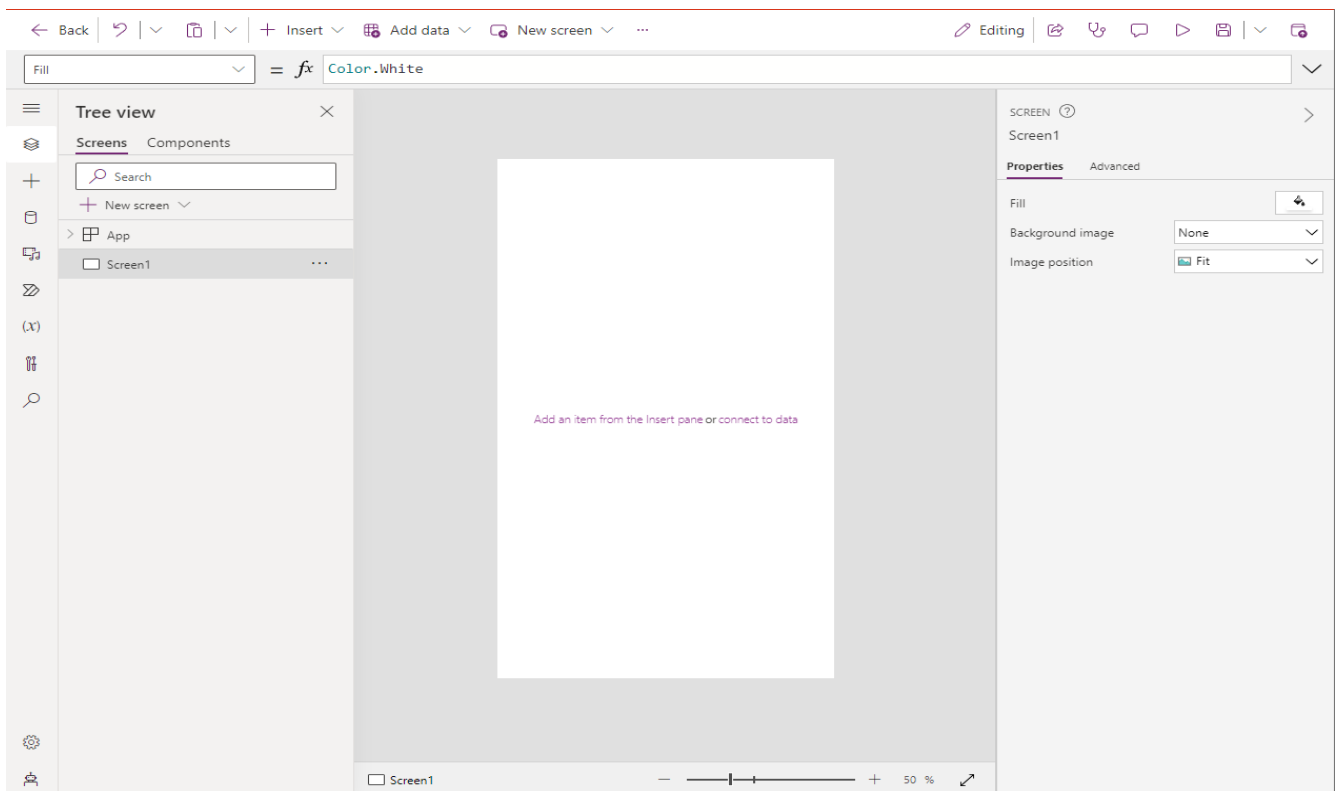 Back Insert Add data New screen ... Editing
Fill = fx Color.White
Tree view
Screens Components
Search
New screen
App
Screen1 ...
(x)
Add an item from the Insert pane or connect to data
Screen1 50 %
SCREEN ?
Screen1
Properties Advanced
Fill
Background image None
Image position Fit